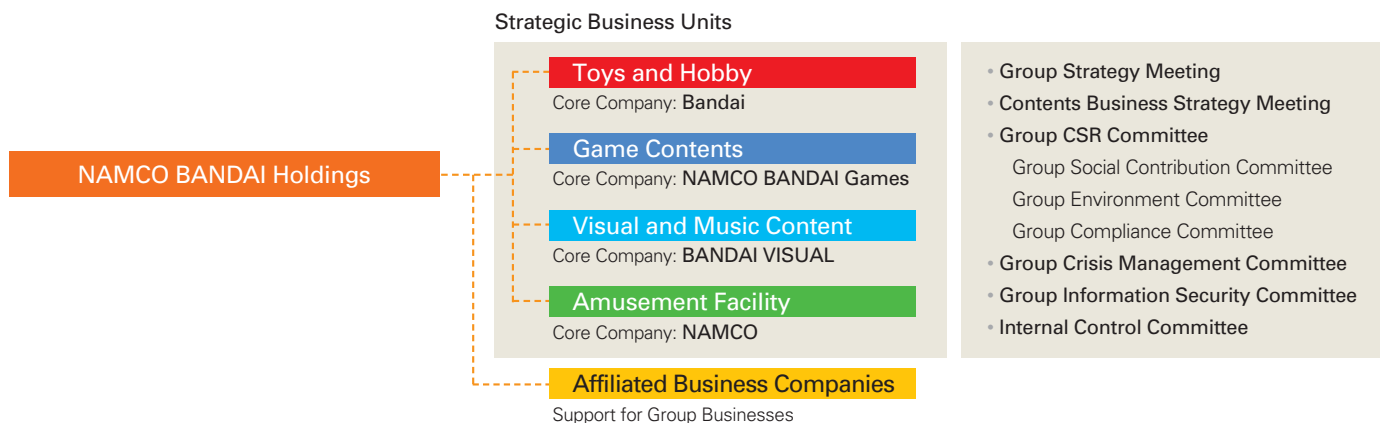 Strategic Business Units
NAMCO BANDAI Holdings
Toys and Hobby
Core Company: Bandai
Game Contents
Core Company: NAMCO BANDAI Games
Visual and Music Content
Core Company: BANDAI VISUAL
Amusement Facility
Core Company: NAMCO
Affiliated Business Companies
Support for Group Businesses
• Group Strategy Meeting
• Contents Business Strategy Meeting
• Group CSR Committee
Group Social Contribution Committee
Group Environment Committee
Group Compliance Committee
• Group Crisis Management Committee
• Group Information Security Committee
• Internal Control Committee